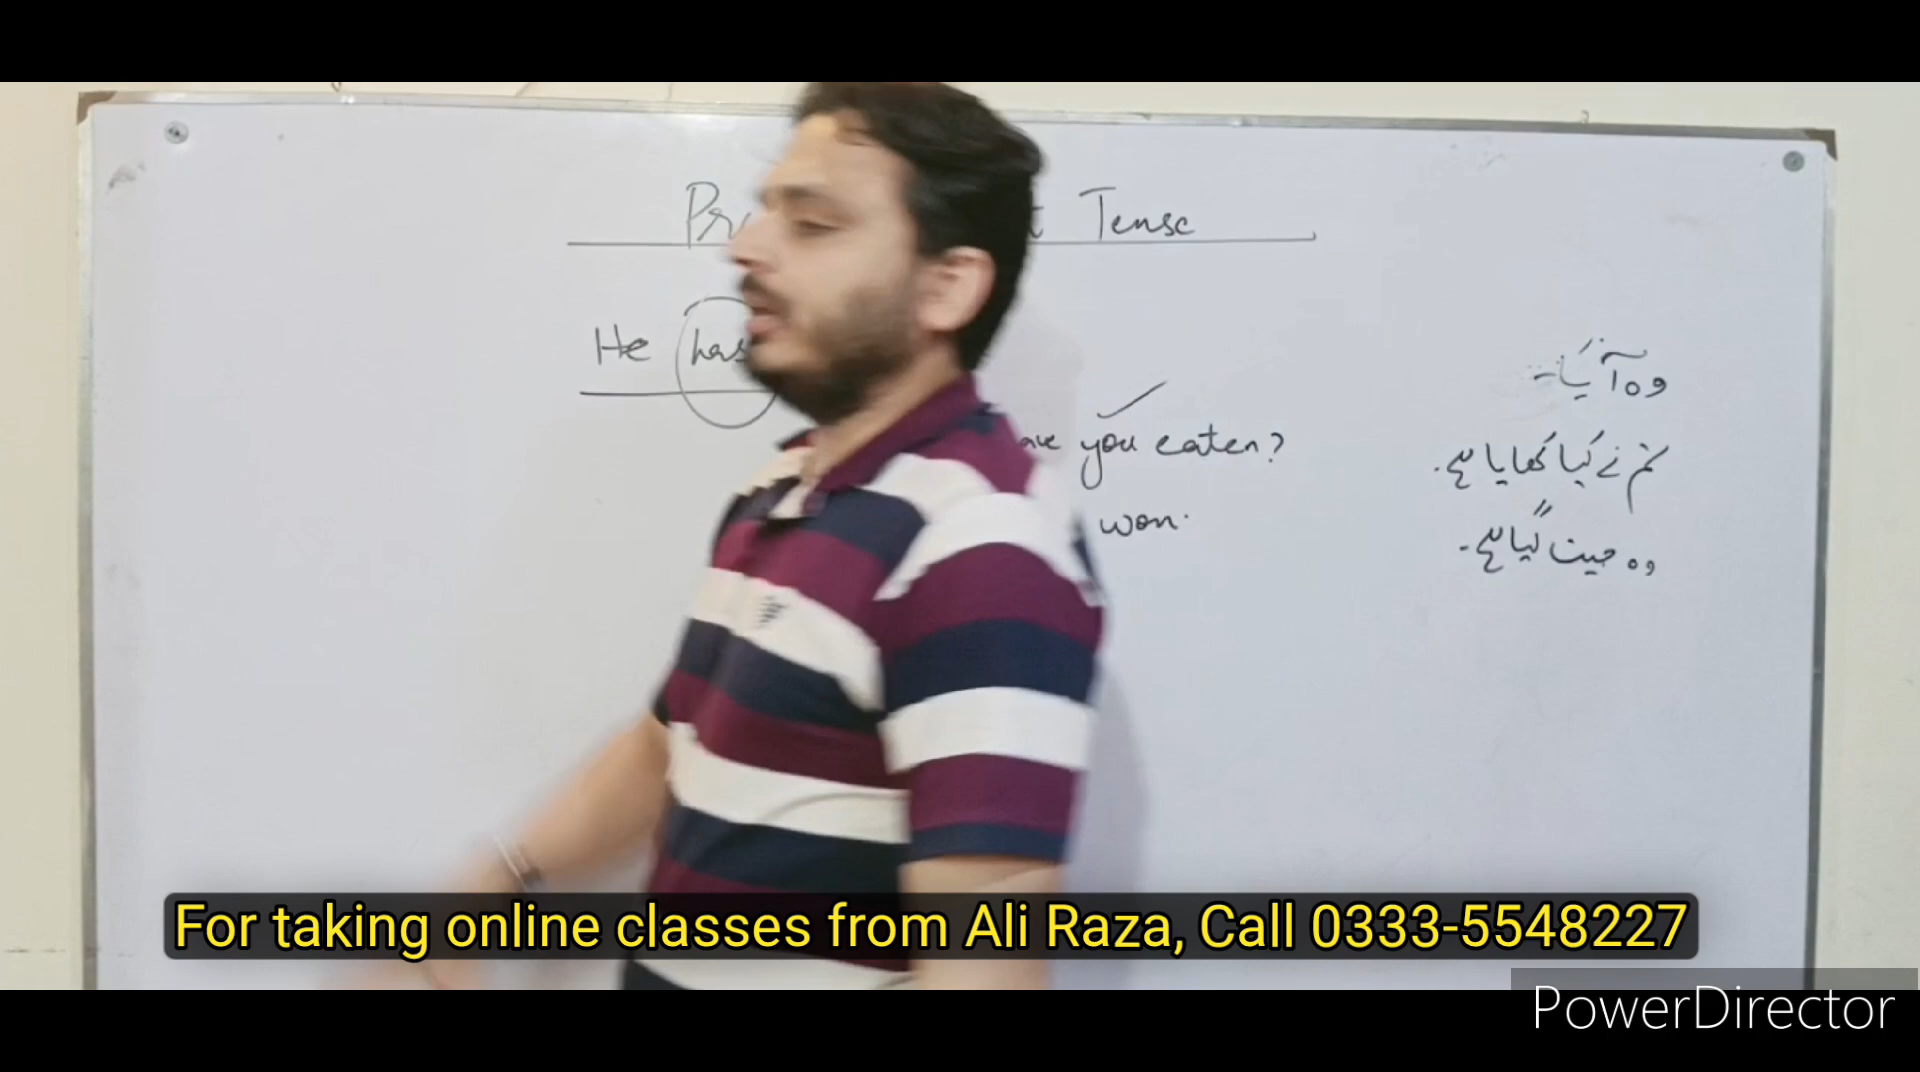 Tense
He has
وہ آیا
you eaten?
تم نے کیا کھایا ہے۔
won.
وہ جیت گیا ہے۔
For taking online classes from Ali Raza, Call 0333-5548227
PowerDirector